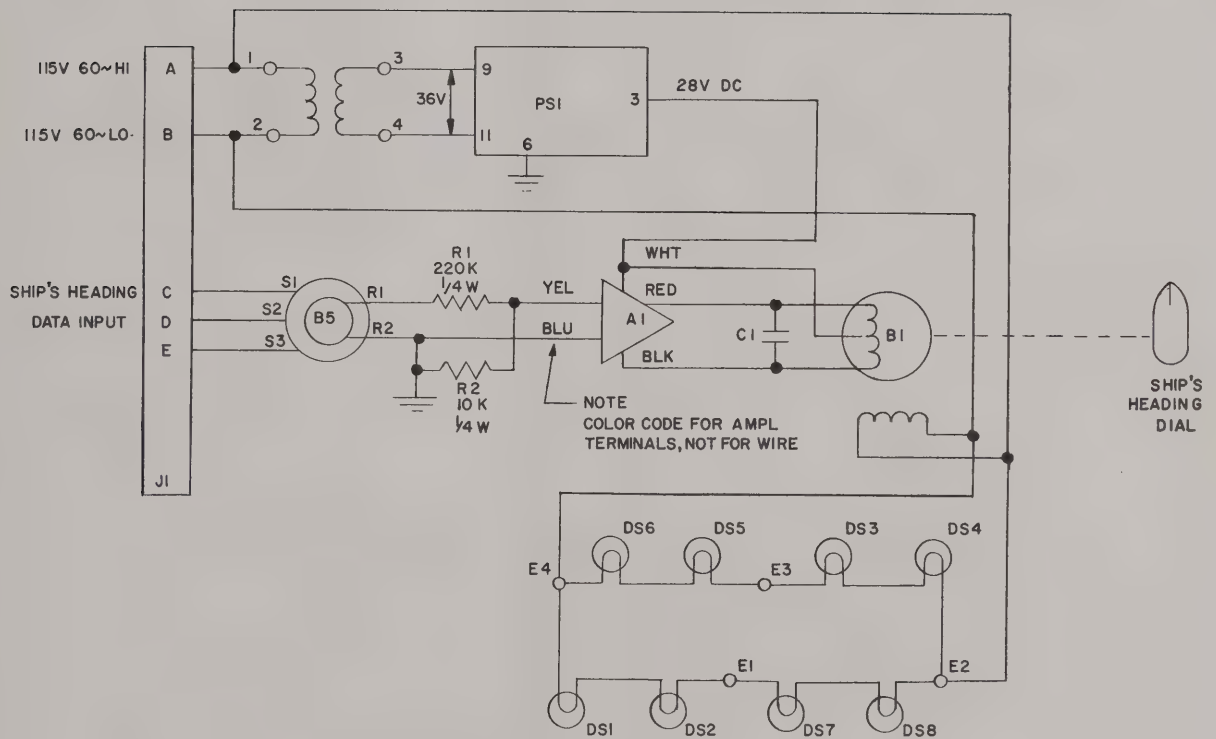 115V 60~HI
A
1
3
9
36V
PS1
3
28V DC
115V 60~LO
B
2
4
11
6
SHIP'S HEADING
DATA INPUT
C
D
E
J1
S1
S2
S3
B5
R1
R2
R1
220K
1/4 W
R2
10K
1/4 W
YEL
BLU
WHT
RED
A1
BLK
C1
B1
NOTE
COLOR CODE FOR AMPL
TERMINALS, NOT FOR WIRE
SHIP'S
HEADING
DIAL
DS6
DS5
DS3
DS4
E4
E3
E1
E2
DS1
DS2
DS7
DS8